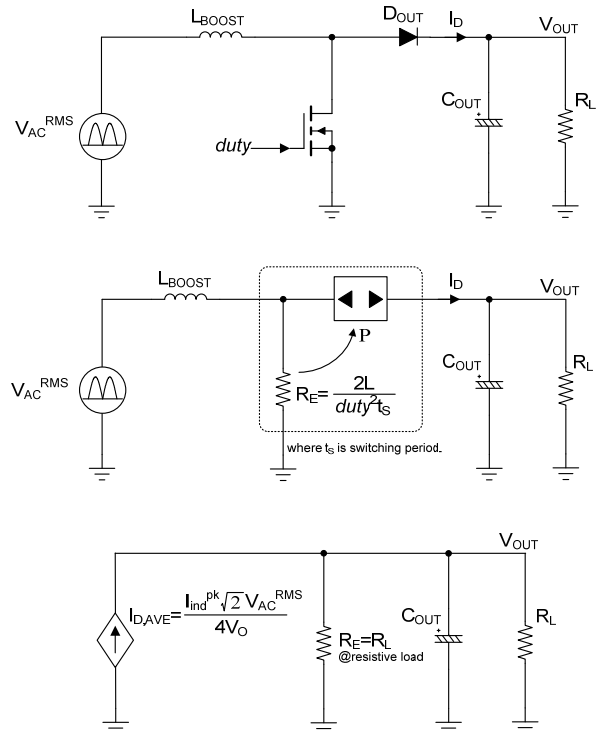 L_BOOST
D_OUT
I_D
V_OUT
V_AC^RMS
duty
C_OUT
+
R_L
L_BOOST
I_D
V_OUT
P
V_AC^RMS
R_E = 2L / duty² t_S
C_OUT
+
R_L
where t_S is switching period.
V_OUT
I_D,AVE = I_ind^pk √2 V_AC^RMS / 4V_O
R_E=R_L
@resistive load
C_OUT
+
R_L